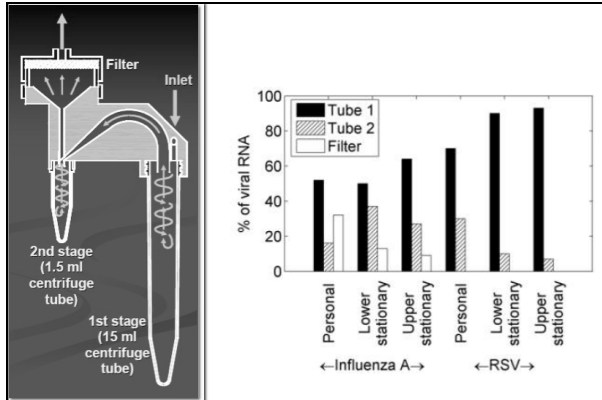 Filter
Inlet
2nd stage
(1.5 ml
centrifuge
tube)
1st stage
(15 ml
centrifuge
tube)
% of viral RNA
100
80
60
40
20
0
Tube 1
Tube 2
Filter
Personal
Lower
stationary
Upper
stationary
Personal
Lower
stationary
Upper
stationary
←Influenza A→
←RSV→